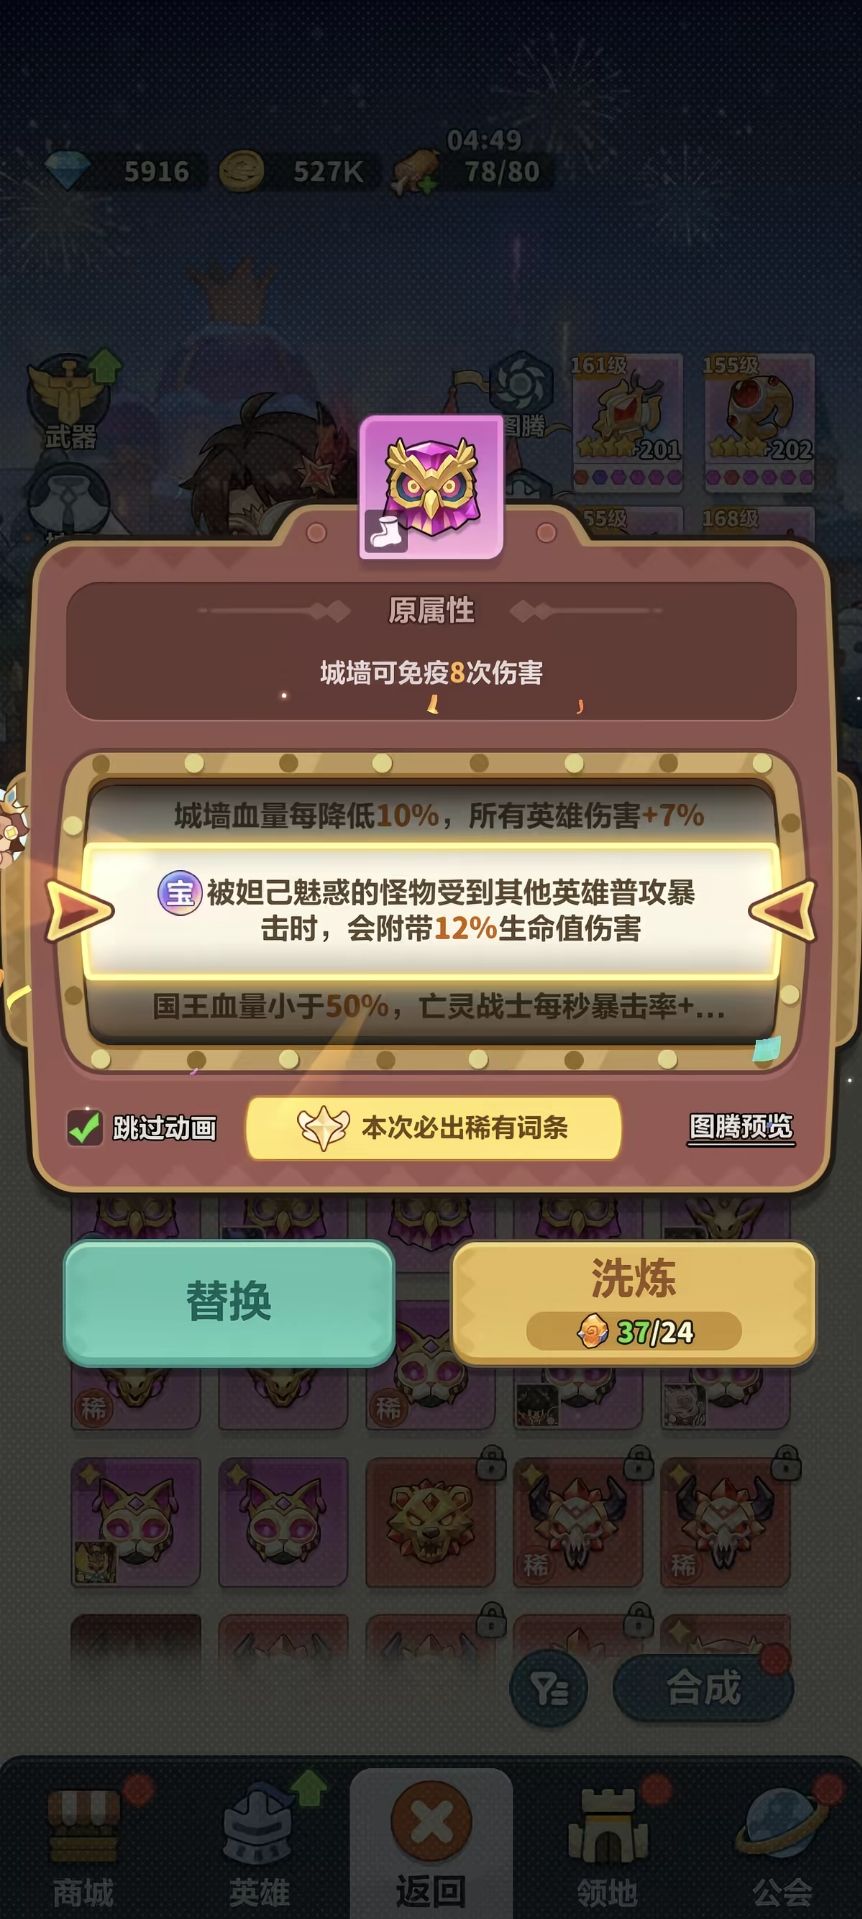 04:49
5916
527K
78/80
161级
155级
武器
图腾
+201
+202
55级
168级
原属性
城墙可免疫8次伤害
城墙血量每降低10%，所有英雄伤害+7%
宝 被妲己魅惑的怪物受到其他英雄普攻暴
击时，会附带12%生命值伤害
国王血量小于50%，亡灵战士每秒暴击率+...
跳过动画
本次必出稀有词条
图腾预览
替换
洗炼
37/24
稀
稀
稀
稀
合成
商城
英雄
返回
领地
公会